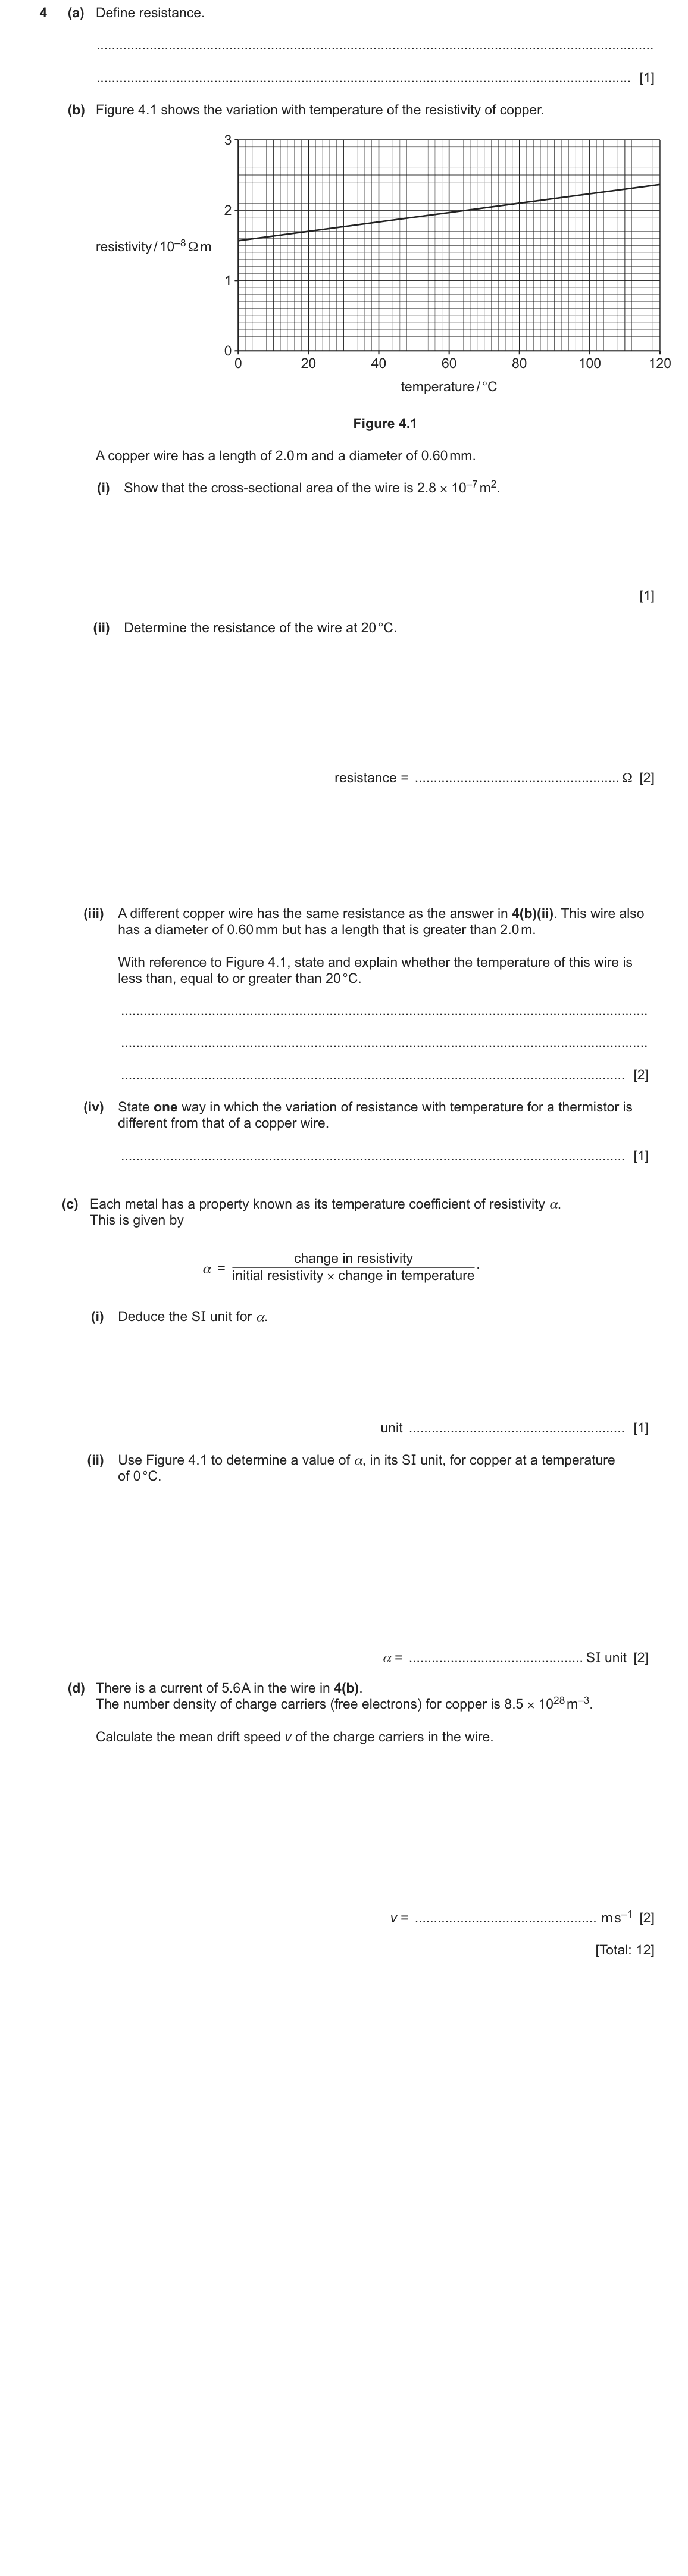 4 (a) Define resistance.
..........................................................................................................................................
..................................................................................................................................... [1]
(b) Figure 4.1 shows the variation with temperature of the resistivity of copper.
3
2
resistivity / 10⁻⁸ Ω m
1
0
0 20 40 60 80 100 120
temperature / °C
Figure 4.1
A copper wire has a length of 2.0 m and a diameter of 0.60 mm.
(i) Show that the cross-sectional area of the wire is 2.8 × 10⁻⁷ m².
[1]
(ii) Determine the resistance of the wire at 20 °C.
resistance = ...................................................... Ω [2]
(iii) A different copper wire has the same resistance as the answer in 4(b)(ii). This wire also
has a diameter of 0.60 mm but has a length that is greater than 2.0 m.
With reference to Figure 4.1, state and explain whether the temperature of this wire is
less than, equal to or greater than 20 °C.
..........................................................................................................................................
..........................................................................................................................................
..................................................................................................................................... [2]
(iv) State one way in which the variation of resistance with temperature for a thermistor is
different from that of a copper wire.
..................................................................................................................................... [1]
(c) Each metal has a property known as its temperature coefficient of resistivity α.
This is given by
change in resistivity
α = ―――――――――― .
initial resistivity × change in temperature
(i) Deduce the SI unit for α.
unit ......................................................... [1]
(ii) Use Figure 4.1 to determine a value of α, in its SI unit, for copper at a temperature
of 0 °C.
α = .............................................. SI unit [2]
(d) There is a current of 5.6 A in the wire in 4(b).
The number density of charge carriers (free electrons) for copper is 8.5 × 10²⁸ m⁻³.
Calculate the mean drift speed v of the charge carriers in the wire.
v = ................................................ m s⁻¹ [2]
[Total: 12]